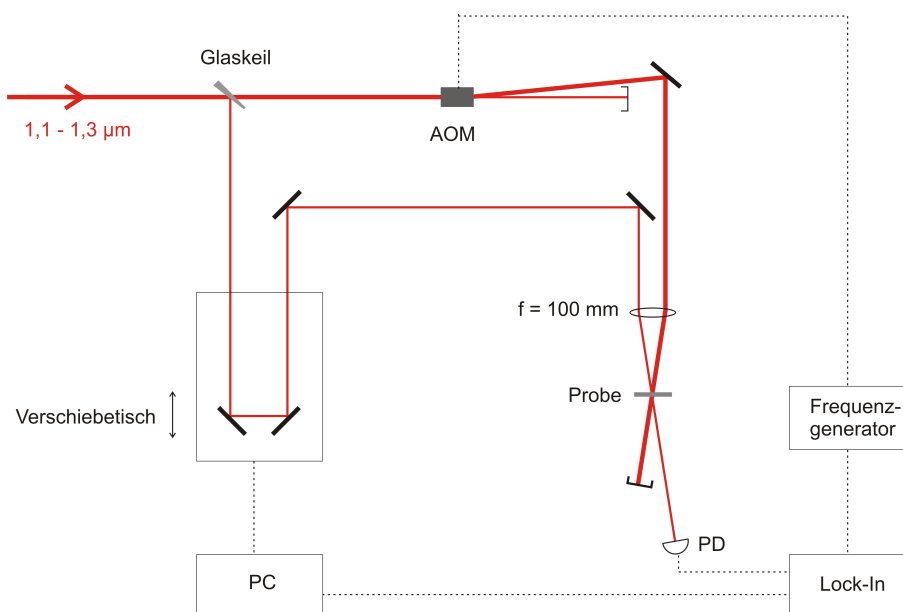 Glaskeil
1,1 - 1,3 µm
AOM
f = 100 mm
Probe
Verschiebetisch
Frequenz-
generator
PD
PC
Lock-In